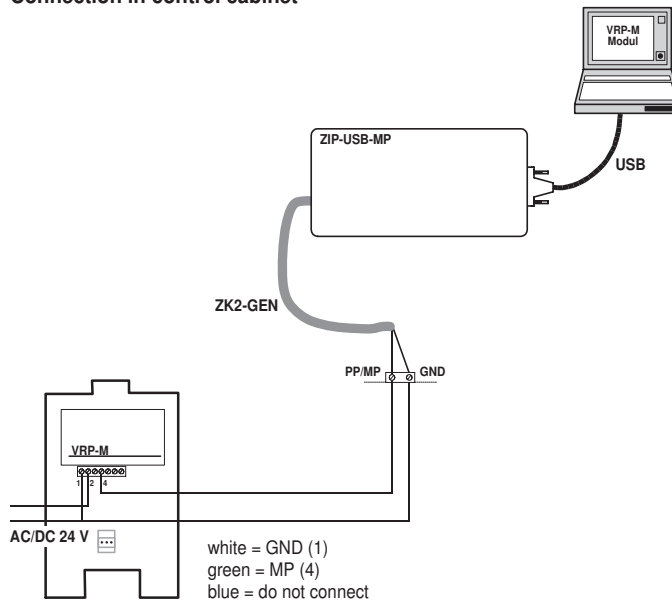 Connection in control cabinet
VRP-M
Modul
ZIP-USB-MP
USB
ZK2-GEN
PP/MP GND
VRP-M
1 2 4
AC/DC 24 V
white = GND (1)
green = MP (4)
blue = do not connect